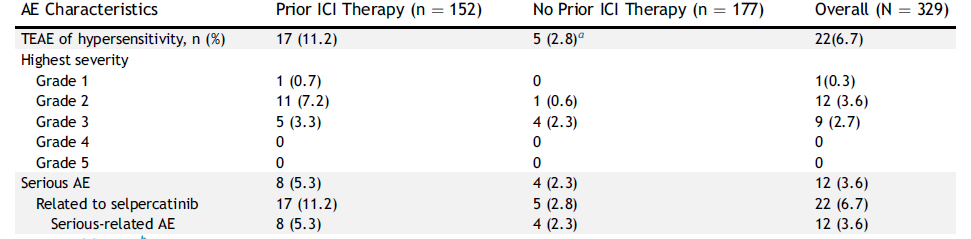 AE Characteristics Prior ICI Therapy (n = 152) No Prior ICI Therapy (n = 177) Overall (N = 329)
TEAE of hypersensitivity, n (%) 17 (11.2) 5 (2.8)a 22(6.7)
Highest severity
Grade 1 1 (0.7) 0 1(0.3)
Grade 2 11 (7.2) 1 (0.6) 12 (3.6)
Grade 3 5 (3.3) 4 (2.3) 9 (2.7)
Grade 4 0 0 0
Grade 5 0 0 0
Serious AE 8 (5.3) 4 (2.3) 12 (3.6)
Related to selpercatinib 17 (11.2) 5 (2.8) 22 (6.7)
Serious-related AE 8 (5.3) 4 (2.3) 12 (3.6)